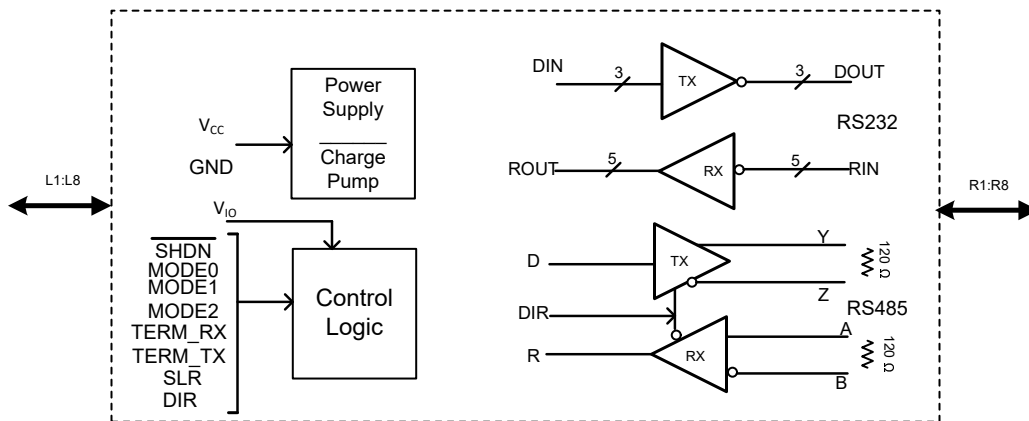 L1:L8
Power
Supply
Charge
Pump
VCC
GND
VIO
SHDN
MODE0
MODE1
MODE2
TERM_RX
TERM_TX
SLR
DIR
Control
Logic
DIN
3
TX
3
DOUT
RS232
ROUT
5
RX
5
RIN
D
TX
Y
120 Ω
Z
DIR
RS485
R
RX
A
120 Ω
B
R1:R8